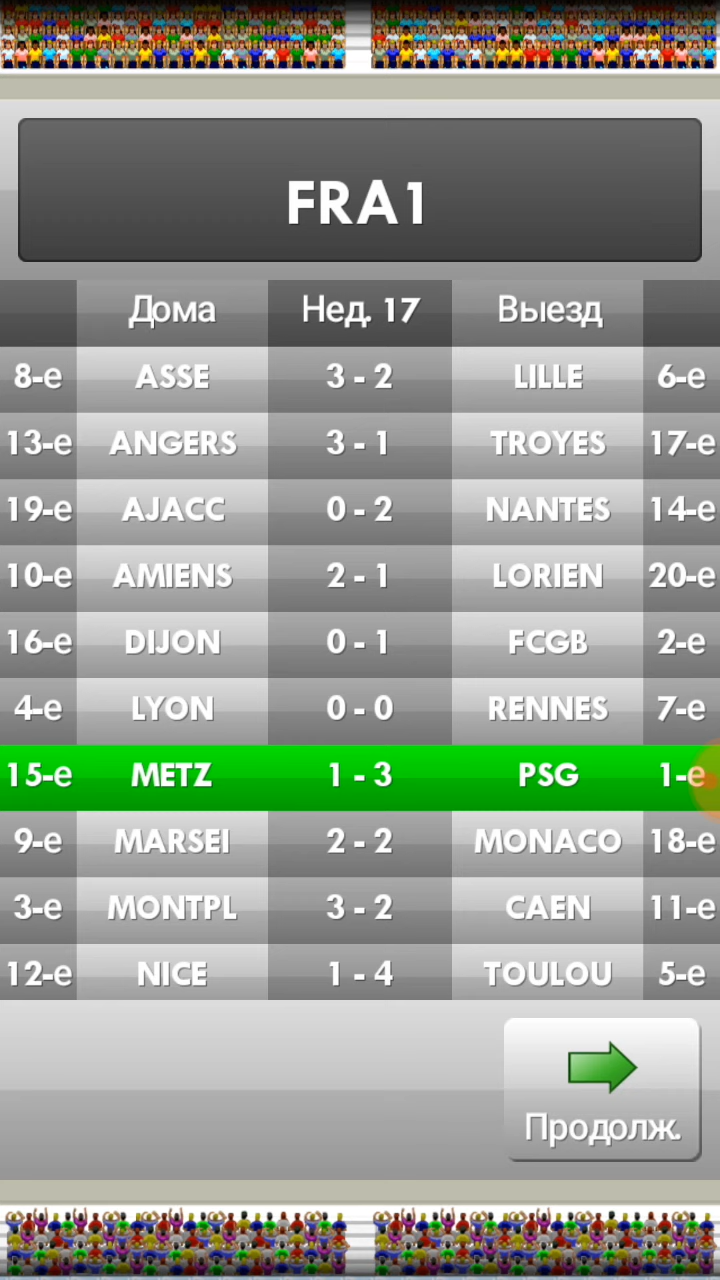 FRA1
Дома Нед. 17 Выезд
8-е ASSE 3 - 2 LILLE 6-е
13-е ANGERS 3 - 1 TROYES 17-е
19-е AJACC 0 - 2 NANTES 14-е
10-е AMIENS 2 - 1 LORIEN 20-е
16-е DIJON 0 - 1 FCGB 2-е
4-е LYON 0 - 0 RENNES 7-е
15-е METZ 1 - 3 PSG 1-е
9-е MARSEI 2 - 2 MONACO 18-е
3-е MONTPL 3 - 2 CAEN 11-е
12-е NICE 1 - 4 TOULOU 5-е
Продолж.